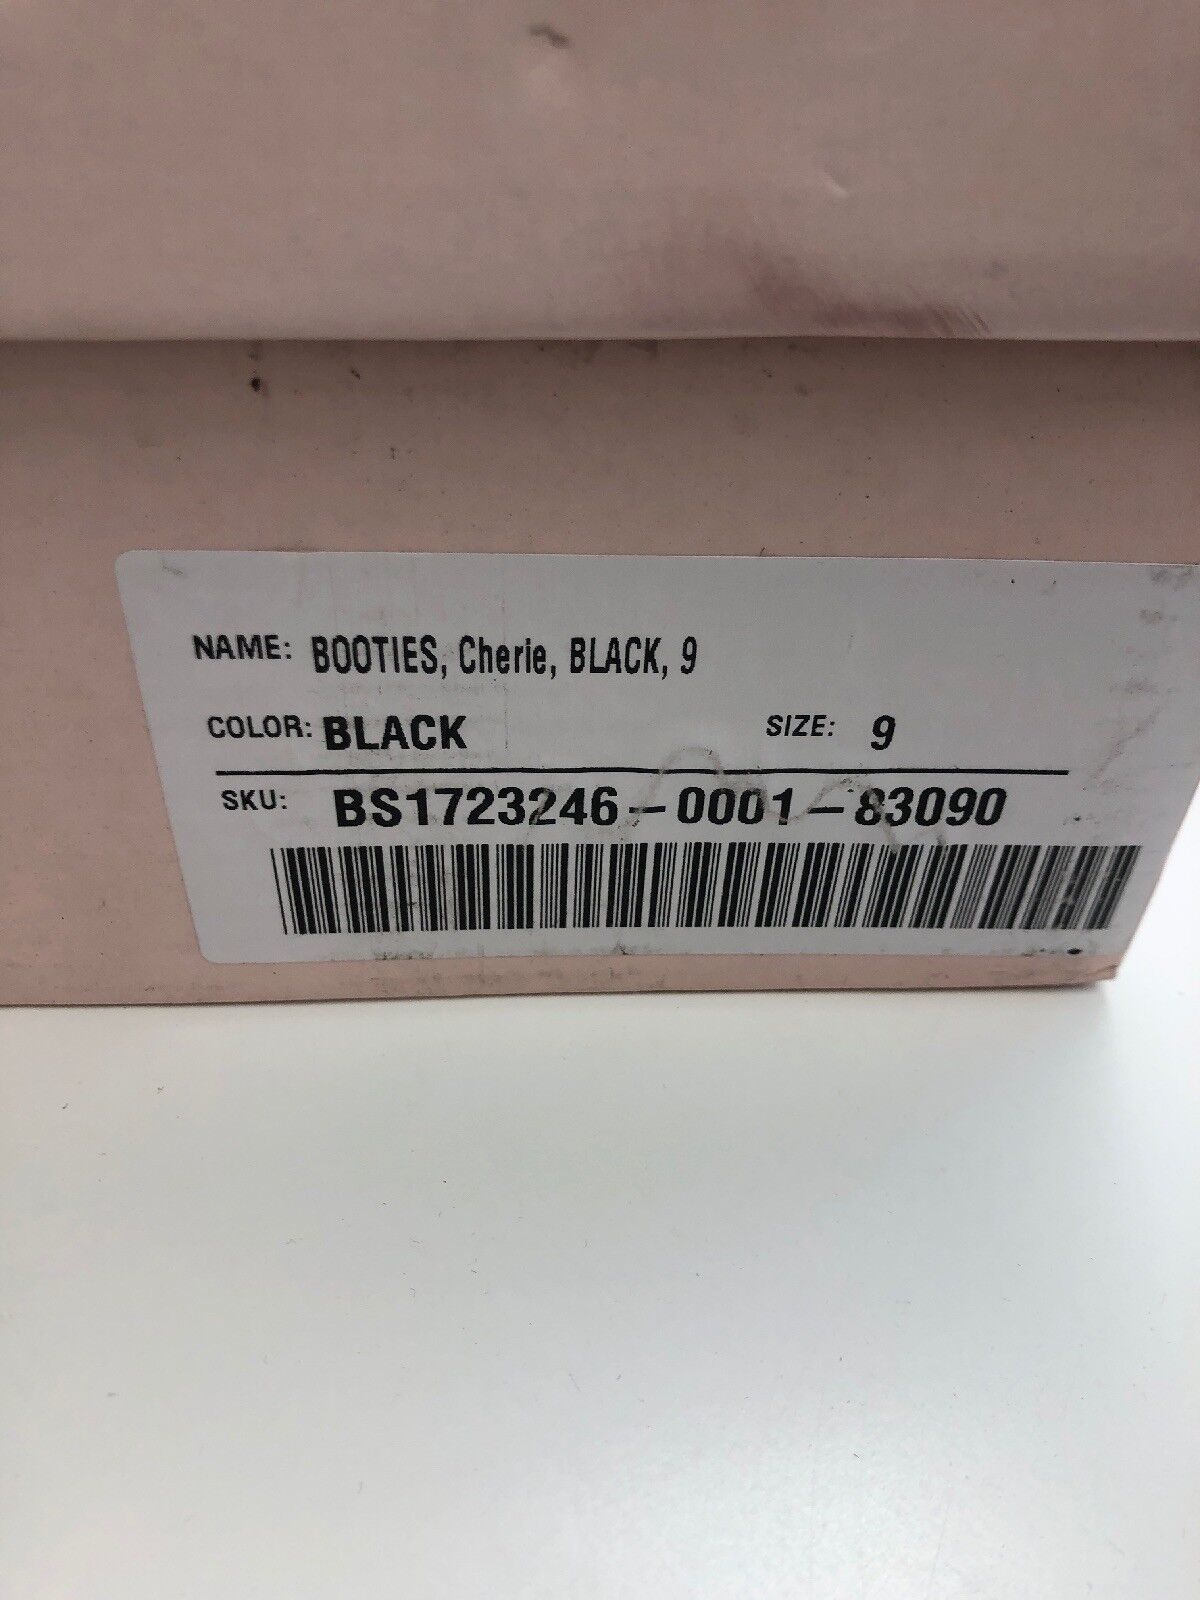 NAME: BOOTIES, Cherie, BLACK, 9
COLOR: BLACK SIZE: 9
SKU: BS1723246-0001-83090